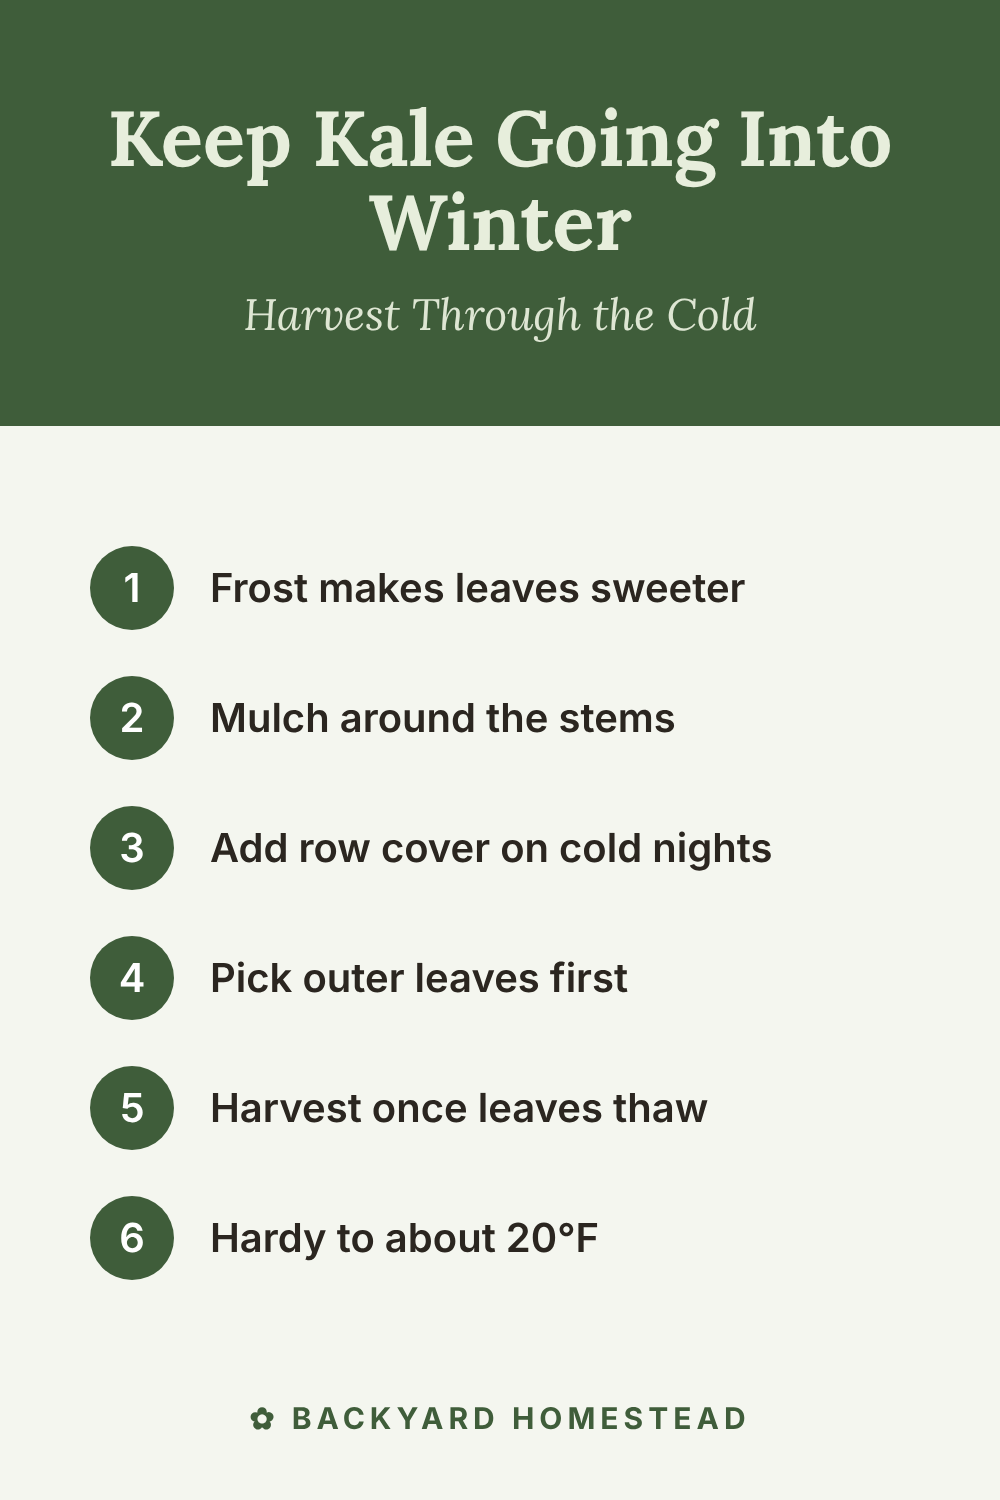 Keep Kale Going Into
Winter
Harvest Through the Cold
1 Frost makes leaves sweeter
2 Mulch around the stems
3 Add row cover on cold nights
4 Pick outer leaves first
5 Harvest once leaves thaw
6 Hardy to about 20°F
✿ BACKYARD HOMESTEAD